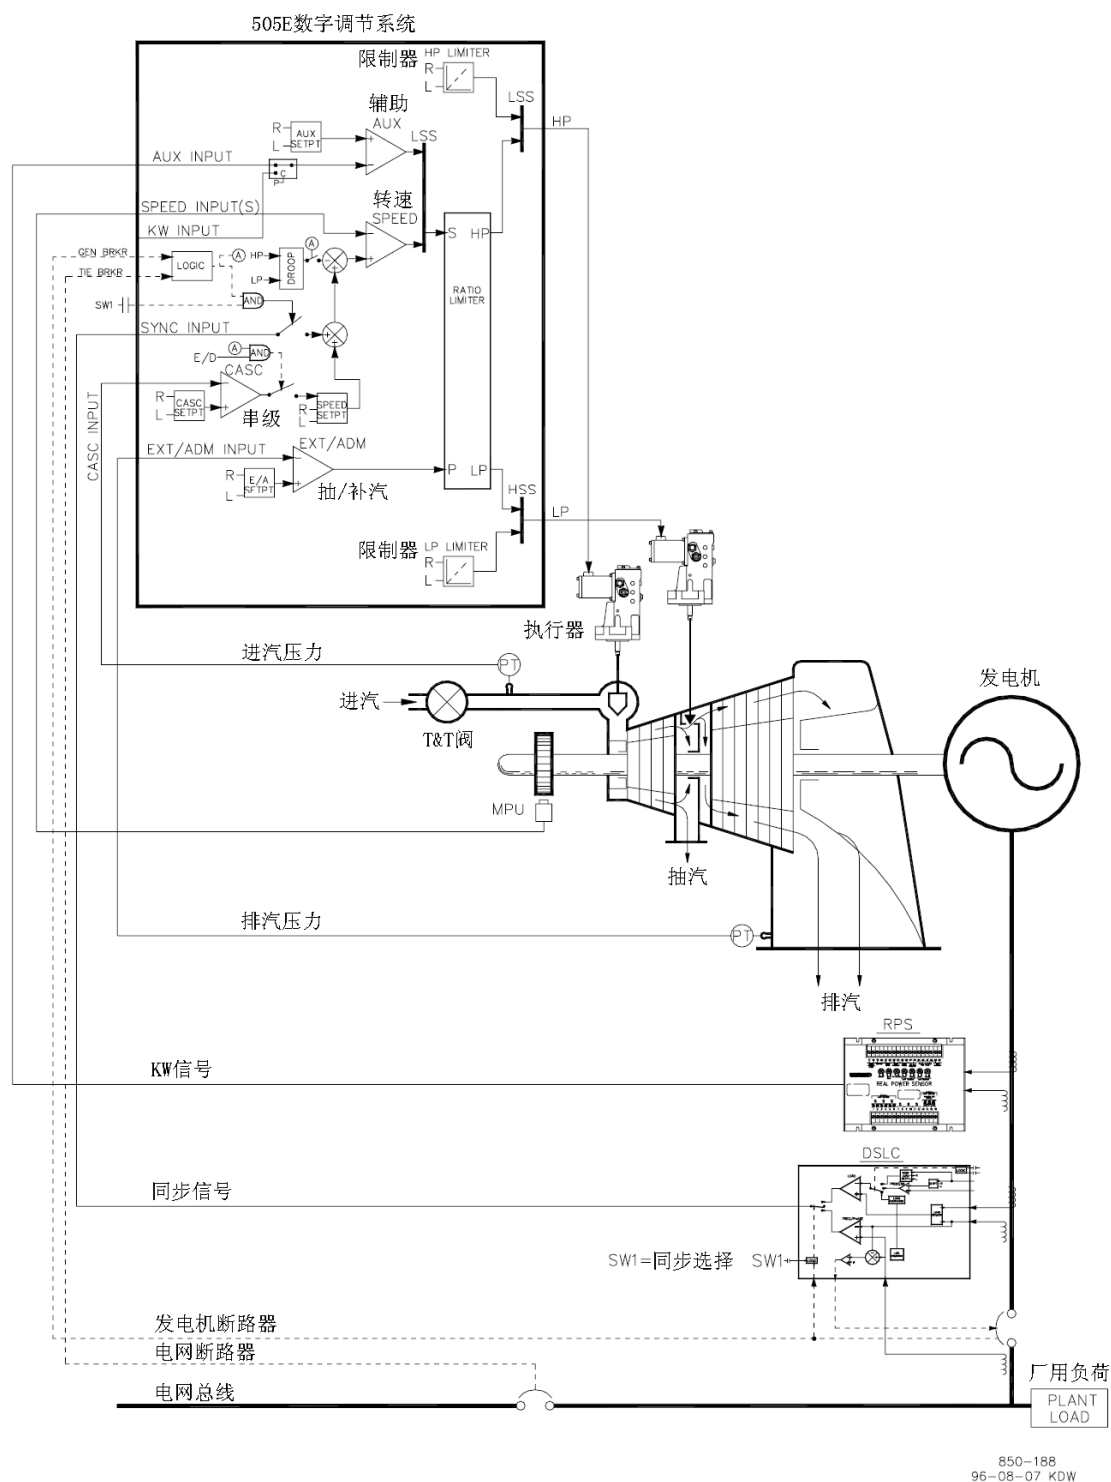 505E数字调节系统
限制器 HP LIMITER
R
L
LSS
HP
辅助
AUX
LSS
R
L
AUX SETPT
AUX INPUT
C
P
转速
SPEED
SPEED INPUT(S)
KW INPUT
GEN BRKR
TIE BRKR
LOGIC
A
HP
LP
DROOP
A
S HP
RATIO LIMITER
SW1
AND
SYNC INPUT
A
E/D
AND
CASC
R
L
CASC SETPT
串级
R
L
SPEED SETPT
CASC INPUT
EXT/ADM INPUT
EXT/ADM
R
L
E/A SETPT
抽/补汽
P LP
HSS
LP
限制器 LP LIMITER
R
L
执行器
进汽压力
PT
进汽
T&T阀
发电机
MPU
抽汽
排汽压力
PT
排汽
RPS
KW信号
REAL POWER SENSOR
DSLC
同步信号
SW1=同步选择 SW1
发电机断路器
电网断路器
电网总线
厂用负荷
PLANT LOAD
850-188
96-08-07 KDW